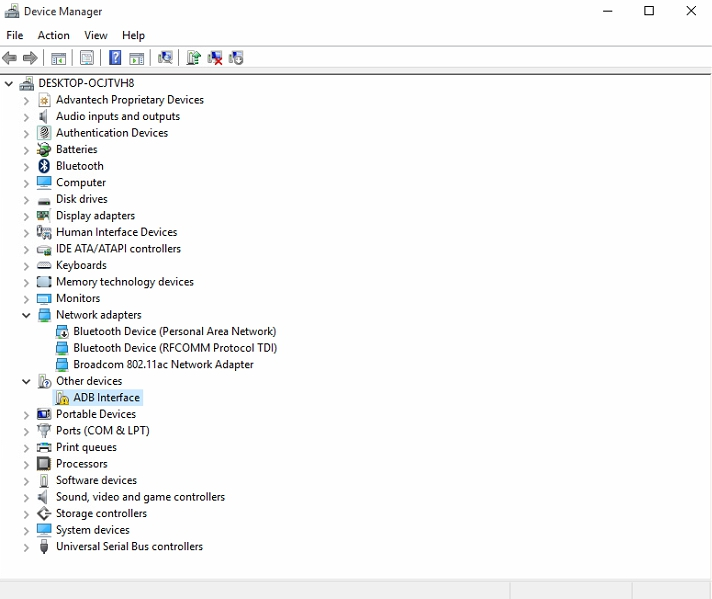 Device Manager
File Action View Help
DESKTOP-OCJTVH8
Advantech Proprietary Devices
Audio inputs and outputs
Authentication Devices
Batteries
Bluetooth
Computer
Disk drives
Display adapters
Human Interface Devices
IDE ATA/ATAPI controllers
Keyboards
Memory technology devices
Monitors
Network adapters
Bluetooth Device (Personal Area Network)
Bluetooth Device (RFCOMM Protocol TDI)
Broadcom 802.11ac Network Adapter
Other devices
ADB Interface
Portable Devices
Ports (COM & LPT)
Print queues
Processors
Software devices
Sound, video and game controllers
Storage controllers
System devices
Universal Serial Bus controllers